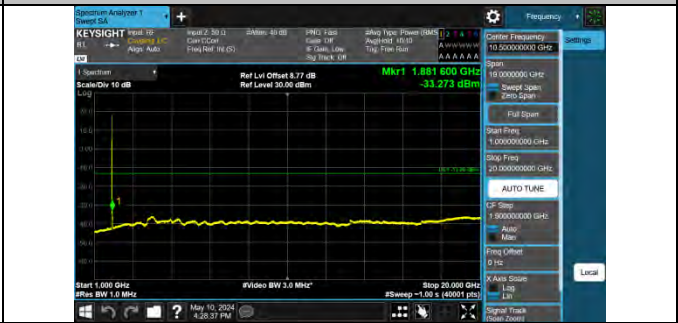 Spectrum Analyzer 1
Swept SA
+
Frequency
KEYSIGHT
Input: RF
Coupling: DC
Align: Auto
Input Z: 50 Ω
Corr CCorr
Freq Ref: Int (S)
#Atten: 40 dB
PNO: Fast
Gate: Off
IF Gain: Low
Sig Track: Off
#Avg Type: Power (RMS)
Trig: Free Run
Center Frequency
10.500000000 GHz
Settings
Span
19.0000000 GHz
Swept Span
Zero Span
Full Span
Start Freq
1.000000000 GHz
Stop Freq
20.000000000 GHz
AUTO TUNE
CF Step
1.900000000 GHz
Auto
Man
Freq Offset
0 Hz
X Axis Scale
Log
Lin
Signal Track
(Span Zoom)
Local
1 Spectrum
Scale/Div 10 dB
Log
Ref Lvl Offset 8.77 dB
Ref Level 30.00 dBm
Mkr1 1.881 600 GHz
-33.273 dBm
1
Start 1.000 GHz
#Res BW 1.0 MHz
#Video BW 3.0 MHz*
Stop 20.000 GHz
#Sweep ~1.00 s (40001 pts)
?
May 10, 2024
4:28:37 PM